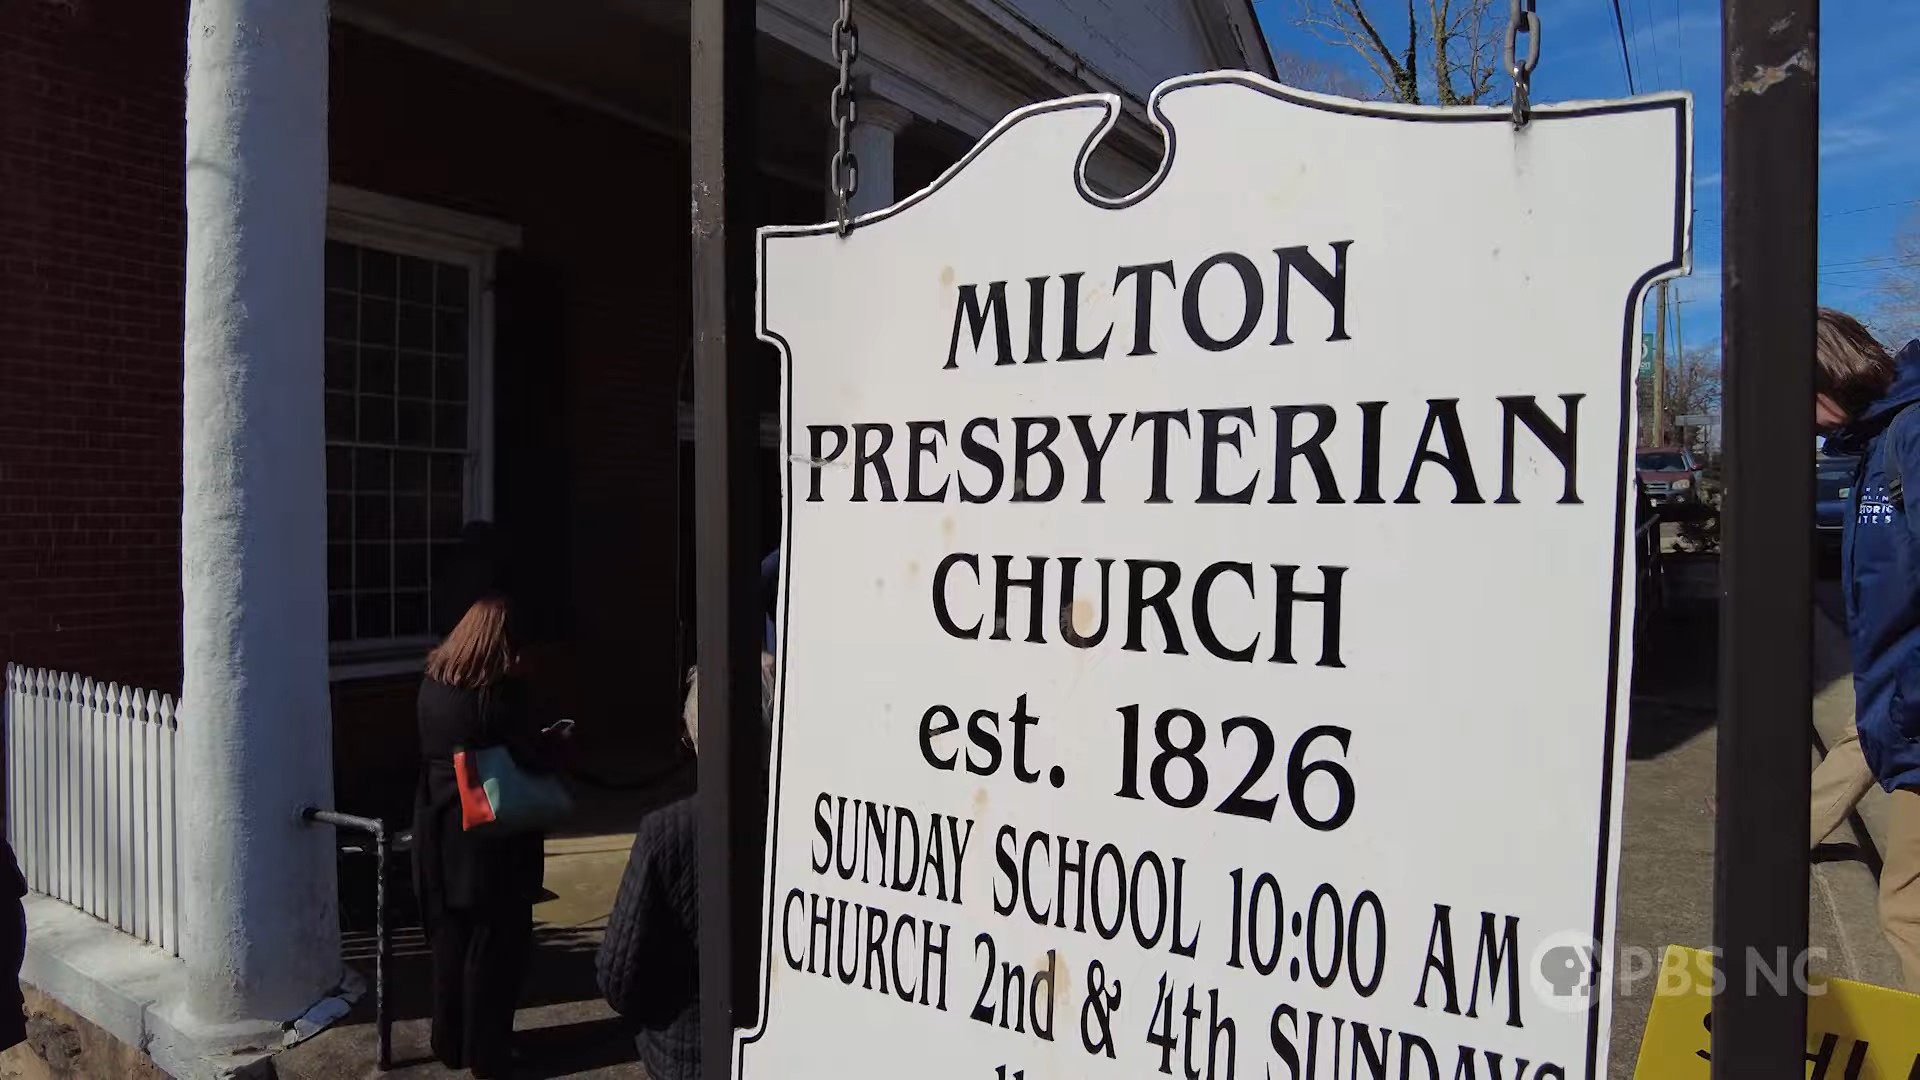 MILTON
PRESBYTERIAN
CHURCH
est. 1826
SUNDAY SCHOOL 10:00 AM
CHURCH 2nd & 4th SUNDAYS
PBS NC